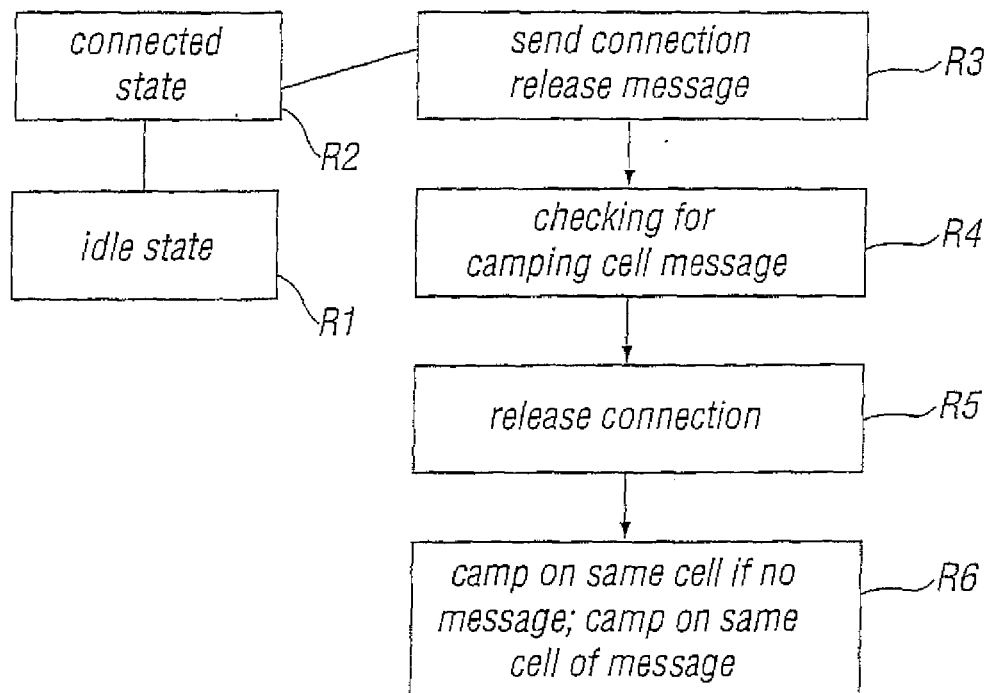 connected
state
R2
idle state
R1
send connection
release message
R3
checking for
camping cell message
R4
release connection
R5
camp on same cell if no
message; camp on same
cell of message
R6